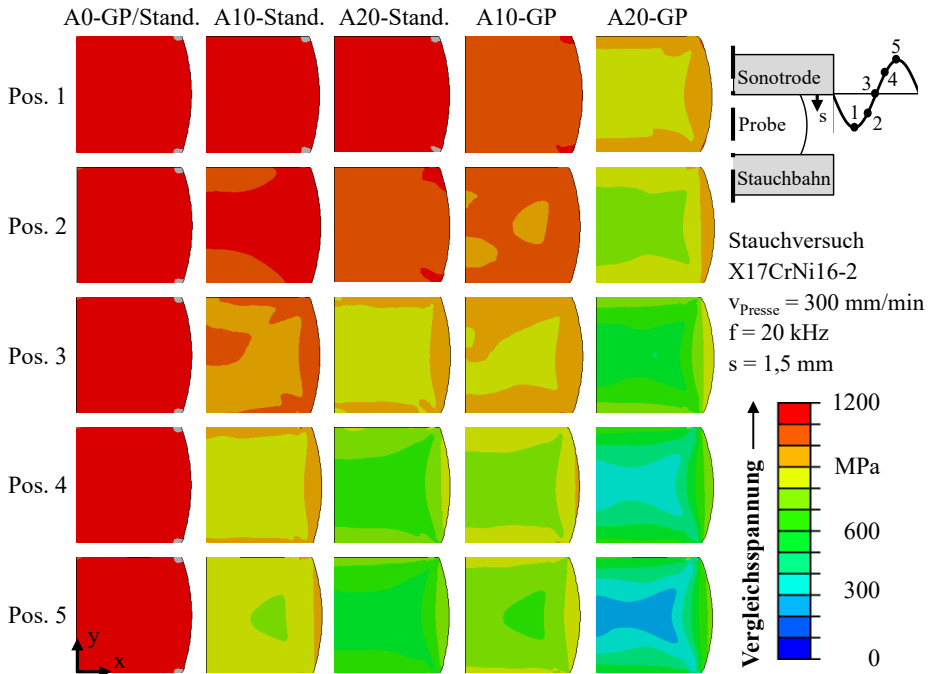 A0-GP/Stand. A10-Stand. A20-Stand. A10-GP A20-GP
Pos. 1
Pos. 2
Pos. 3
Pos. 4
Pos. 5
y
x
Sonotrode
s
Probe
Stauchbahn
1
2
3
4
5
Stauchversuch
X17CrNi16-2
vPresse = 300 mm/min
f = 20 kHz
s = 1,5 mm
Vergleichsspannung
1200
MPa
600
300
0